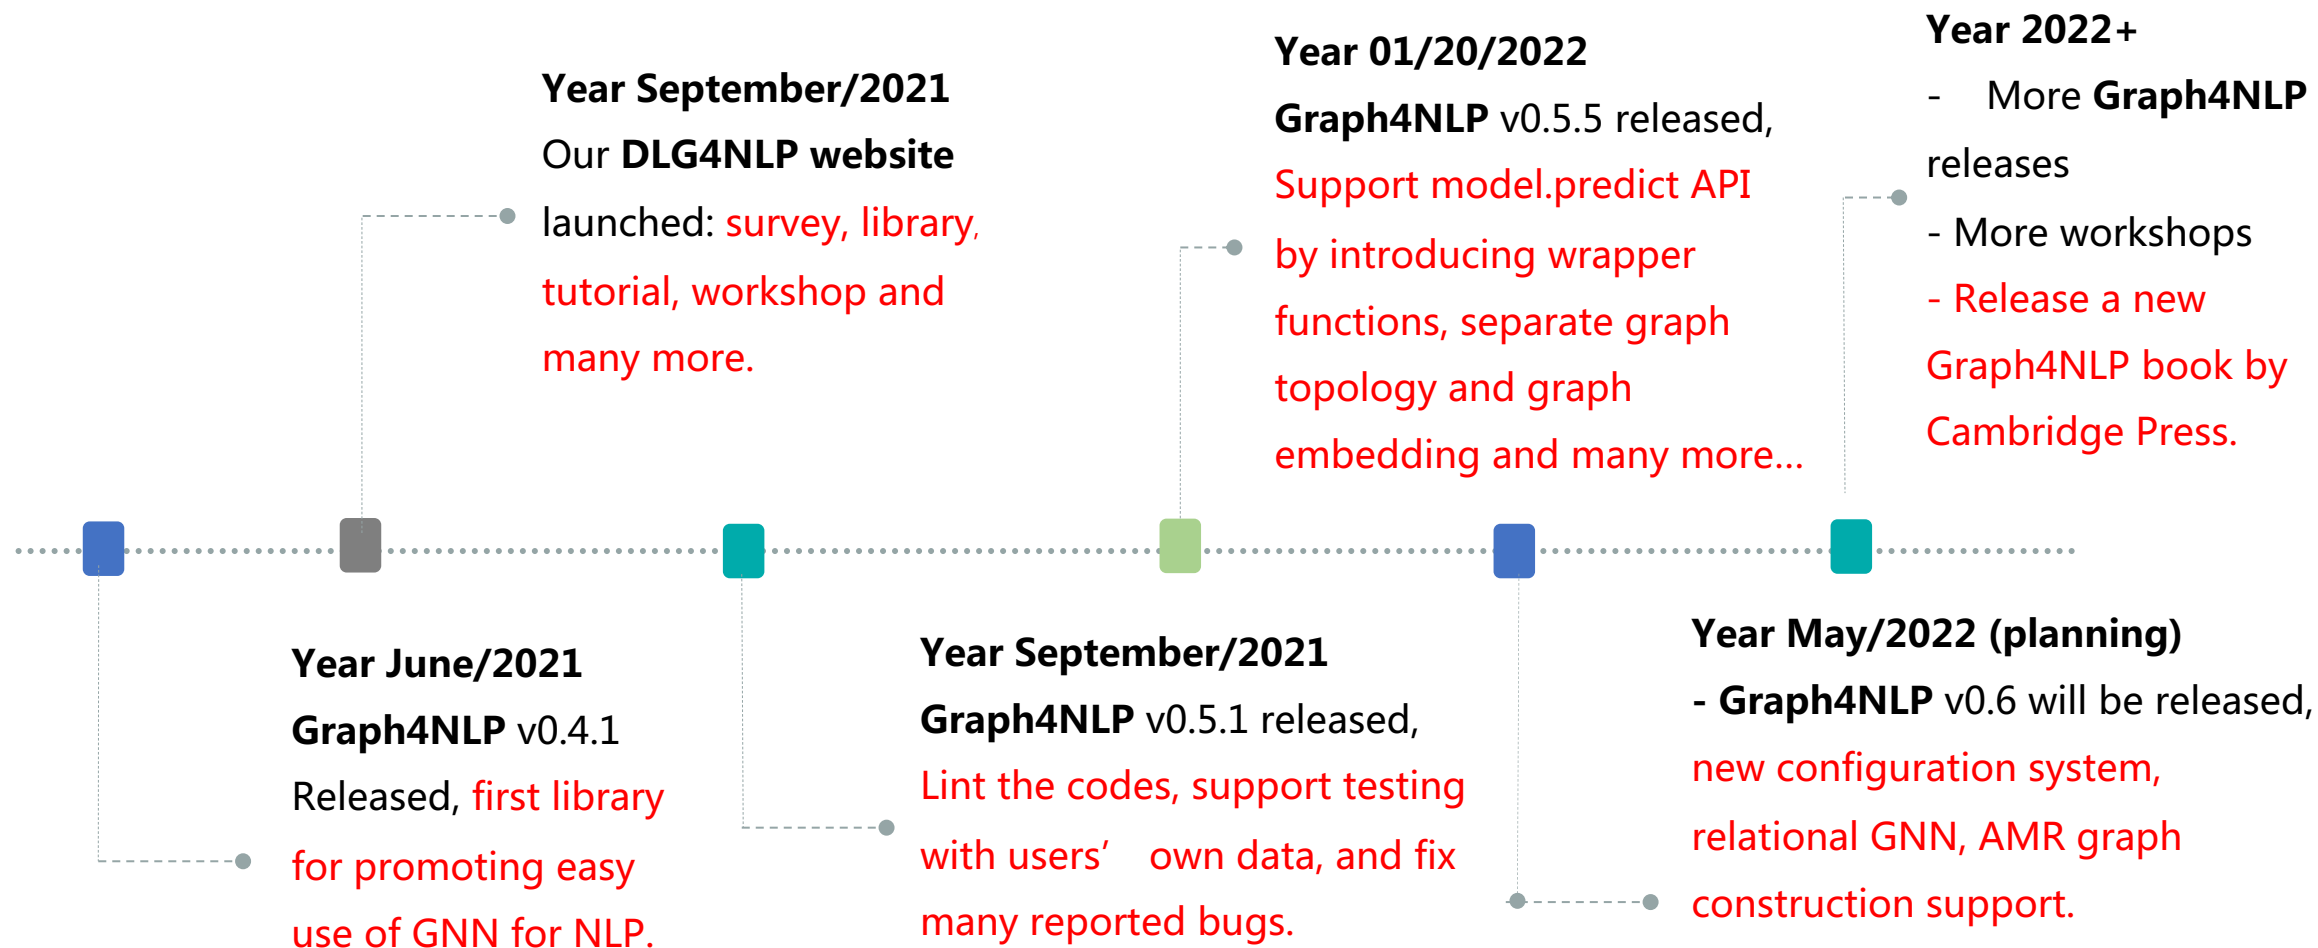 Year September/2021
Our DLG4NLP website
launched: survey, library,
tutorial, workshop and
many more.
Year 01/20/2022
Graph4NLP v0.5.5 released,
Support model.predict API
by introducing wrapper
functions, separate graph
topology and graph
embedding and many more...
Year 2022+
- More Graph4NLP
releases
- More workshops
- Release a new
Graph4NLP book by
Cambridge Press.
Year June/2021
Graph4NLP v0.4.1
Released, first library
for promoting easy
use of GNN for NLP.
Year September/2021
Graph4NLP v0.5.1 released,
Lint the codes, support testing
with users’ own data, and fix
many reported bugs.
Year May/2022 (planning)
- Graph4NLP v0.6 will be released,
new configuration system,
relational GNN, AMR graph
construction support.